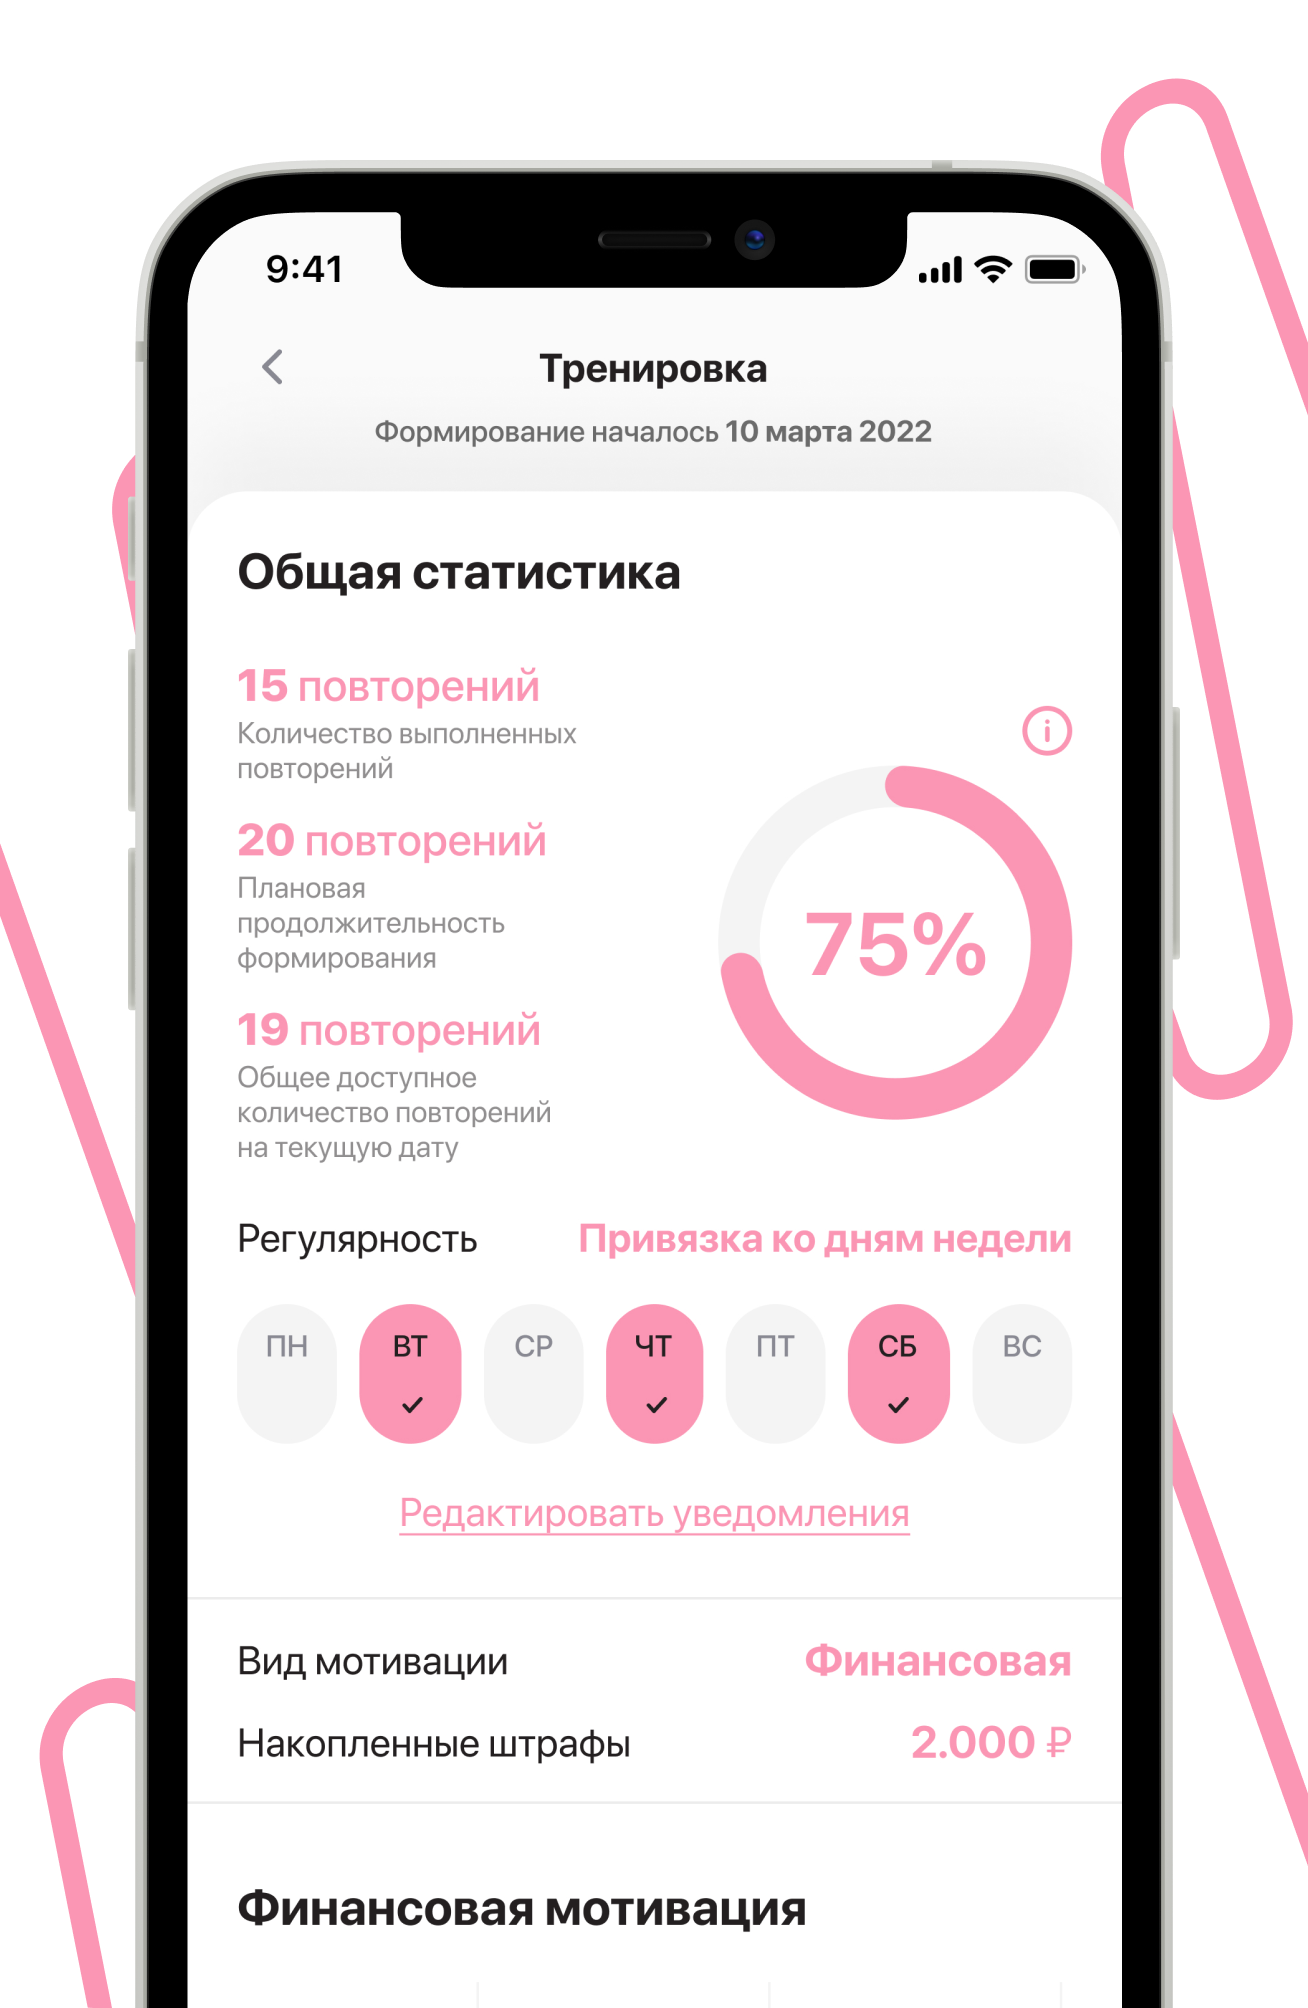 9:41
Тренировка
Формирование началось 10 марта 2022
Общая статистика
15 повторений
Количество выполненных
повторений
20 повторений
Плановая
продолжительность
формирования
19 повторений
Общее доступное
количество повторений
на текущую дату
75%
Регулярность Привязка ко дням недели
ПН ВТ СР ЧТ ПТ СБ ВС
Редактировать уведомления
Вид мотивации Финансовая
Накопленные штрафы 2.000 ₽
Финансовая мотивация